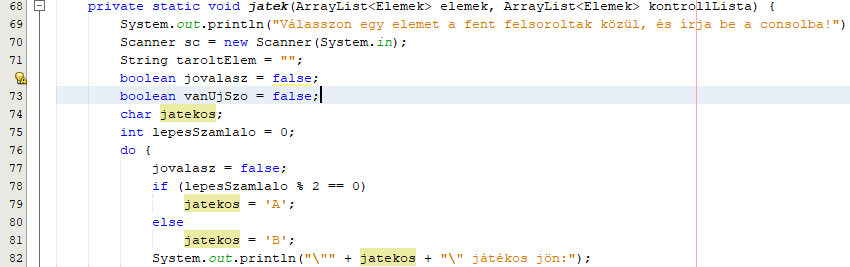 68 private static void jatek(ArrayList<Elemek> elemek, ArrayList<Elemek> kontrollLista) {
69 System.out.println("Válasszon egy elemet a fent felsoroltak közül, és írja be a consolba!")
70 Scanner sc = new Scanner(System.in);
71 String taroltElem = "";
boolean jovalasz = false;
73 boolean vanUjSzo = false;
74 char jatekos;
75 int lepesSzamlalo = 0;
76 do {
77 jovalasz = false;
78 if (lepesSzamlalo % 2 == 0)
79 jatekos = 'A';
80 else
81 jatekos = 'B';
82 System.out.println("\"" + jatekos + "\" játékos jön:");